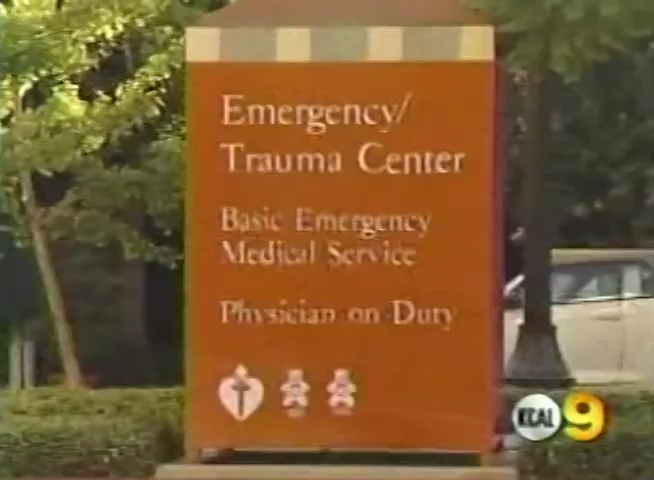 Emergency/
Trauma Center
Basic Emergency
Medical Service
Physician on Duty
KCAL 9